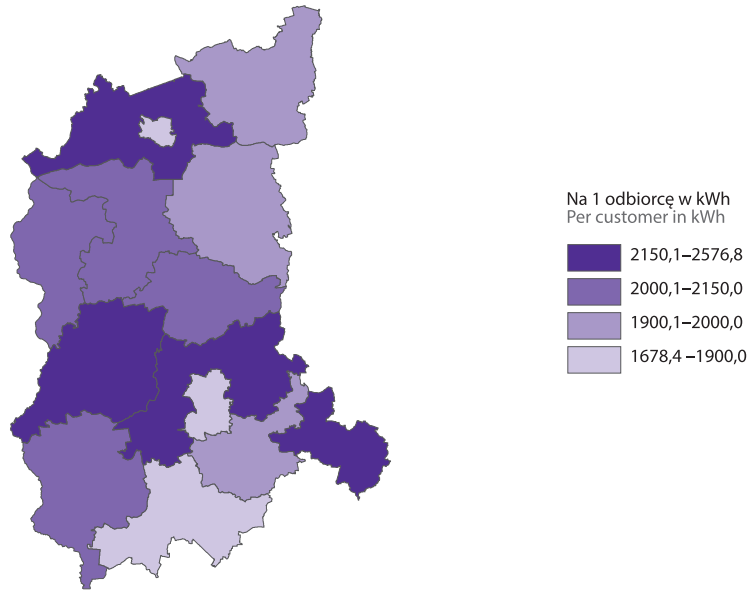 Na 1 odbiorcę w kWh
Per customer in kWh
2150,1–2576,8
2000,1–2150,0
1900,1–2000,0
1678,4 –1900,0